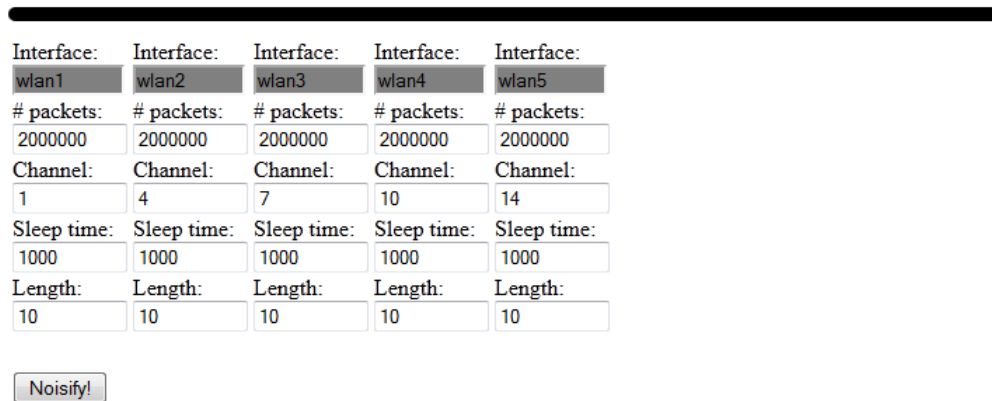 Interface: Interface: Interface: Interface: Interface:
wlan1 wlan2 wlan3 wlan4 wlan5
# packets: # packets: # packets: # packets: # packets:
2000000 2000000 2000000 2000000 2000000
Channel: Channel: Channel: Channel: Channel:
1 4 7 10 14
Sleep time: Sleep time: Sleep time: Sleep time: Sleep time:
1000 1000 1000 1000 1000
Length: Length: Length: Length: Length:
10 10 10 10 10
Noisify!